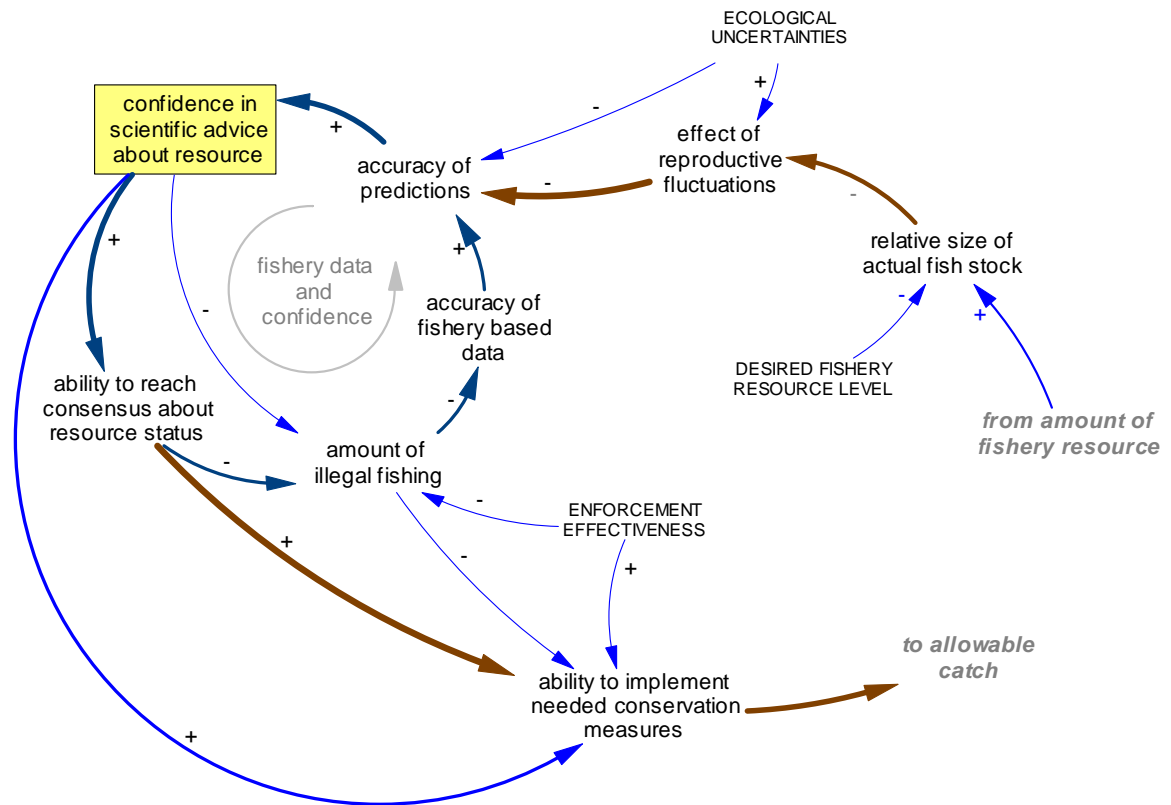 ECOLOGICAL
UNCERTAINTIES
-
+
confidence in
scientific advice
about resource
+
accuracy of
predictions
-
effect of
reproductive
fluctuations
-
relative size of
actual fish stock
+
-
fishery data
and
confidence
+
accuracy of
fishery based
data
-
+
DESIRED FISHERY
RESOURCE LEVEL
from amount of
fishery resource
ability to reach
consensus about
resource status
-
-
amount of
illegal fishing
-
ENFORCEMENT
EFFECTIVENESS
+
-
+
to allowable
catch
ability to implement
needed conservation
measures
+